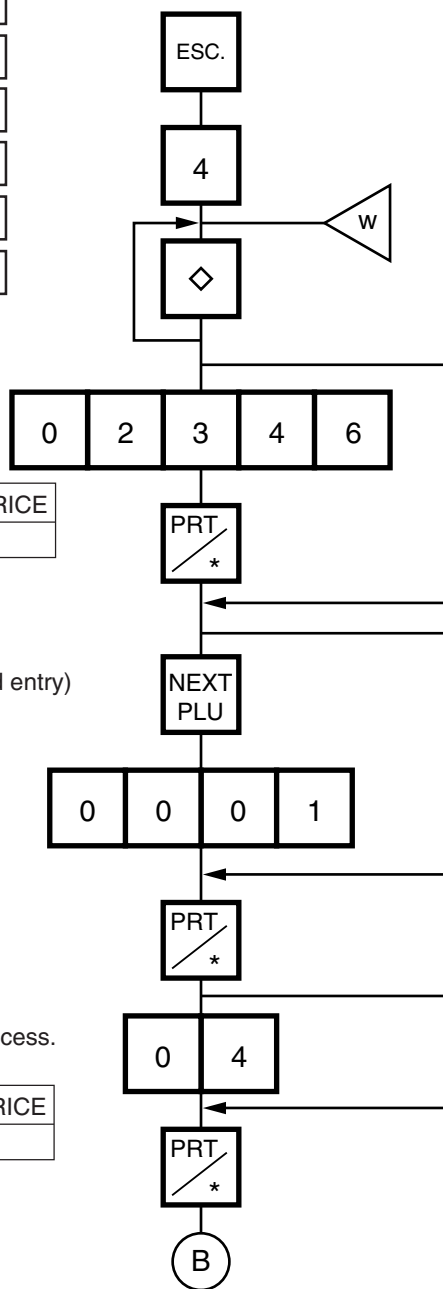 ESC.
4
w
◇
0 2 3 4 6
RICE
PRT
*
l entry)
NEXT
PLU
0 0 0 1
PRT
*
cess.
0 4
RICE
PRT
*
B